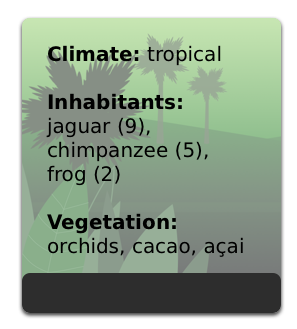 Climate: tropical
Inhabitants:
jaguar (9),
chimpanzee (5),
frog (2)
Vegetation:
orchids, cacao, açai